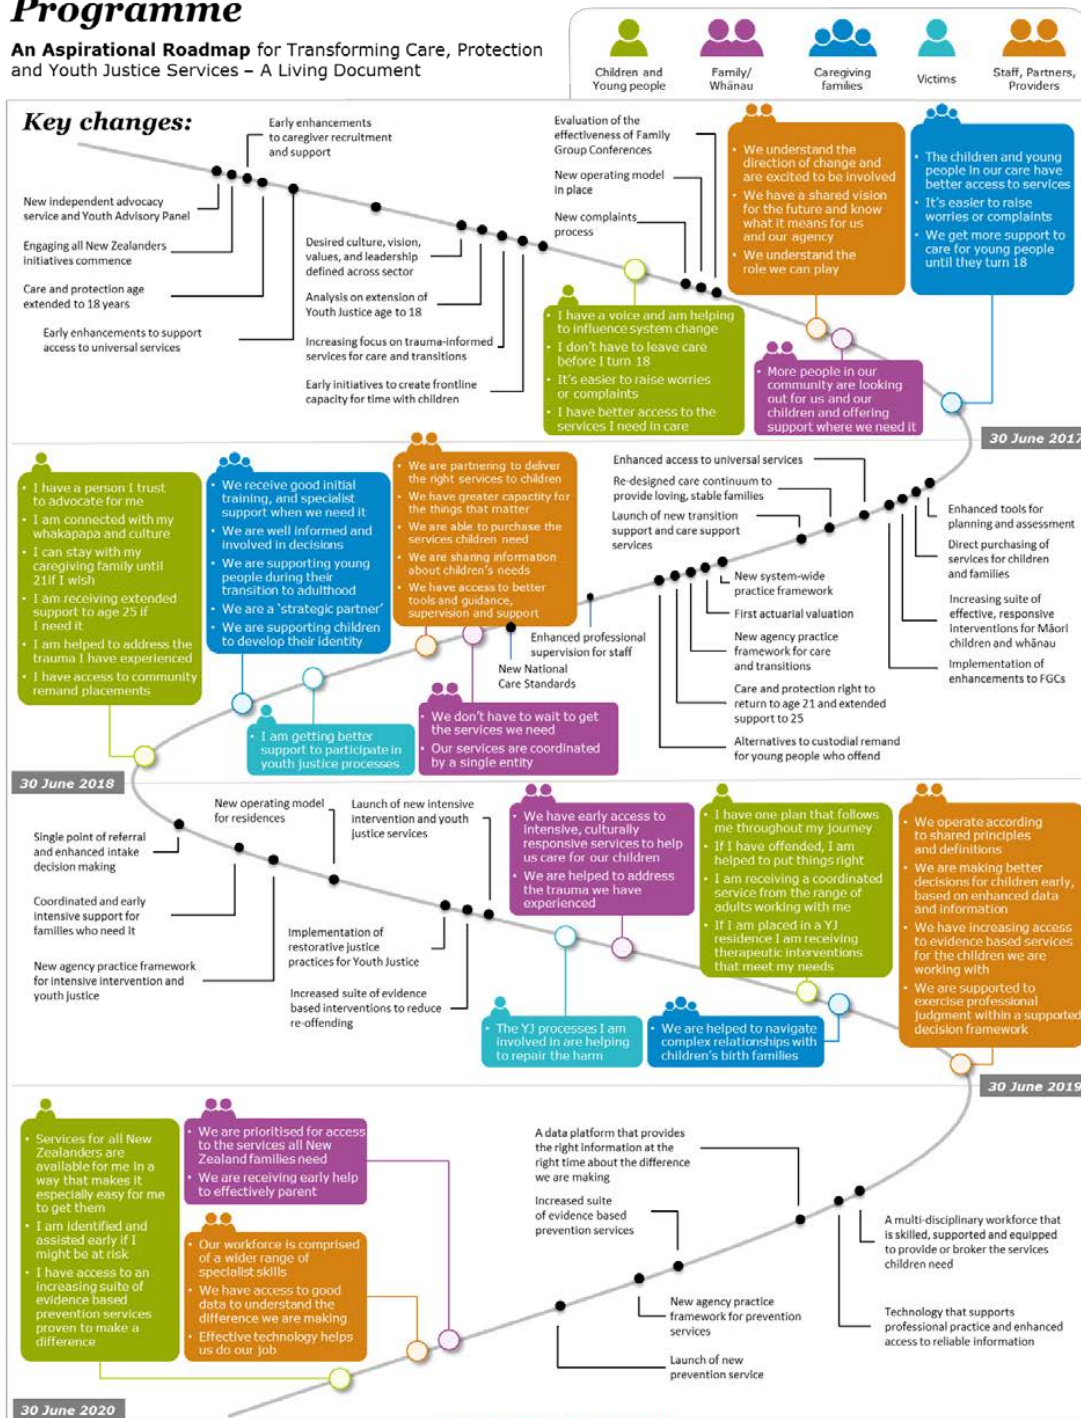 Programme
An Aspirational Roadmap for Transforming Care, Protection
and Youth Justice Services – A Living Document
Children and
Young people
Family/
Whānau
Caregiving
families
Victims
Staff, Partners,
Providers
Key changes:
Early enhancements
to caregiver recruitment
and support
New independent advocacy
service and Youth Advisory Panel
Engaging all New Zealanders
initiatives commence
Care and protection age
extended to 18 years
Early enhancements to support
access to universal services
Desired culture, vision,
values, and leadership
defined across sector
Analysis on extension of
Youth Justice age to 18
Increasing focus on trauma-informed
services for care and transitions
Early initiatives to create frontline
capacity for time with children
Evaluation of the
effectiveness of Family
Group Conferences
New operating model
in place
New complaints
process
• I have a voice and am helping
to influence system change
• I don't have to leave care
before I turn 18
• It's easier to raise worries
or complaints
• I have better access to the
services I need in care
• We understand the
direction of change and
are excited to be involved
• We have a shared vision
for the future and know
what it means for us
and our agency
• We understand the
role we can play
• More people in our
community are looking
out for us and our
children and offering
support where we need it
• The children and young
people in our care have
better access to services
• It's easier to raise
worries or complaints
• We get more support to
care for young people
until they turn 18
30 June 2017
• I have a person I trust
to advocate for me
• I am connected with my
whakapapa and culture
• I can stay with my
caregiving family until
21if I wish
• I am receiving extended
support to age 25 if
I need it
• I am helped to address the
trauma I have experienced
• I have access to community
remand placements
• We receive good initial
training, and specialist
support when we need it
• We are well informed and
involved in decisions
• We are supporting young
people during their
transition to adulthood
• We are a 'strategic partner'
• We are supporting children
to develop their identity
• We are partnering to deliver
the right services to children
• We have greater capacity for
the things that matter
• We are able to purchase the
services children need
• We are sharing information
about children's needs
• We have access to better
tools and guidance,
supervision and support
• I am getting better
support to participate in
youth justice processes
• We don't have to wait to get
the services we need
• Our services are coordinated
by a single entity
New National
Care Standards
Enhanced professional
supervision for staff
Enhanced access to universal services
Re-designed care continuum to
provide loving, stable families
Launch of new transition
support and care support
services
New system-wide
practice framework
First actuarial valuation
New agency practice
framework for care
and transitions
Care and protection right to
return to age 21 and extended
support to 25
Alternatives to custodial remand
for young people who offend
Enhanced tools for
planning and assessment
Direct purchasing of
services for children
and families
Increasing suite of
effective, responsive
interventions for Māori
children and whānau
Implementation of
enhancements to FGCs
30 June 2018
Single point of referral
and enhanced intake
decision making
Coordinated and early
intensive support for
families who need it
New agency practice framework
for intensive intervention and
youth justice
New operating model
for residences
Launch of new intensive
intervention and youth
justice services
Implementation of
restorative justice
practices for Youth Justice
Increased suite of evidence
based interventions to reduce
re-offending
• We have early access to
intensive, culturally
responsive services to help
us care for our children
• We are helped to address
the trauma we have
experienced
• I have one plan that follows
me throughout my journey
• If I have offended, I am
helped to put things right
• I am receiving a coordinated
service from the range of
adults working with me
• If I am placed in a YJ
residence I am receiving
therapeutic interventions
that meet my needs
• We operate according
to shared principles
and definitions
• We are making better
decisions for children early,
based on enhanced data
and information
• We have increasing access
to evidence based services
for the children we are
working with
• We are supported to
exercise professional
judgment within a supported
decision framework
• The YJ processes I am
involved in are helping
to repair the harm
• We are helped to navigate
complex relationships with
children's birth families
30 June 2019
• Services for all New
Zealanders are
available for me in a
way that makes it
especially easy for me
to get them
• I am identified and
assisted early if I
might be at risk
• I have access to an
increasing suite of
evidence based
prevention services
proven to make a
difference
• We are prioritised for access
to the services all New
Zealand families need
• We are receiving early help
to effectively parent
• Our workforce is comprised
of a wider range of
specialist skills
• We have access to good
data to understand the
difference we are making
• Effective technology helps
us do our job
A data platform that provides
the right information at the
right time about the difference
we are making
Increased suite
of evidence based
prevention services
New agency practice
framework for prevention
services
Launch of new
prevention service
A multi-disciplinary workforce that
is skilled, supported and equipped
to provide or broker the services
children need
Technology that supports
professional practice and enhanced
access to reliable information
30 June 2020